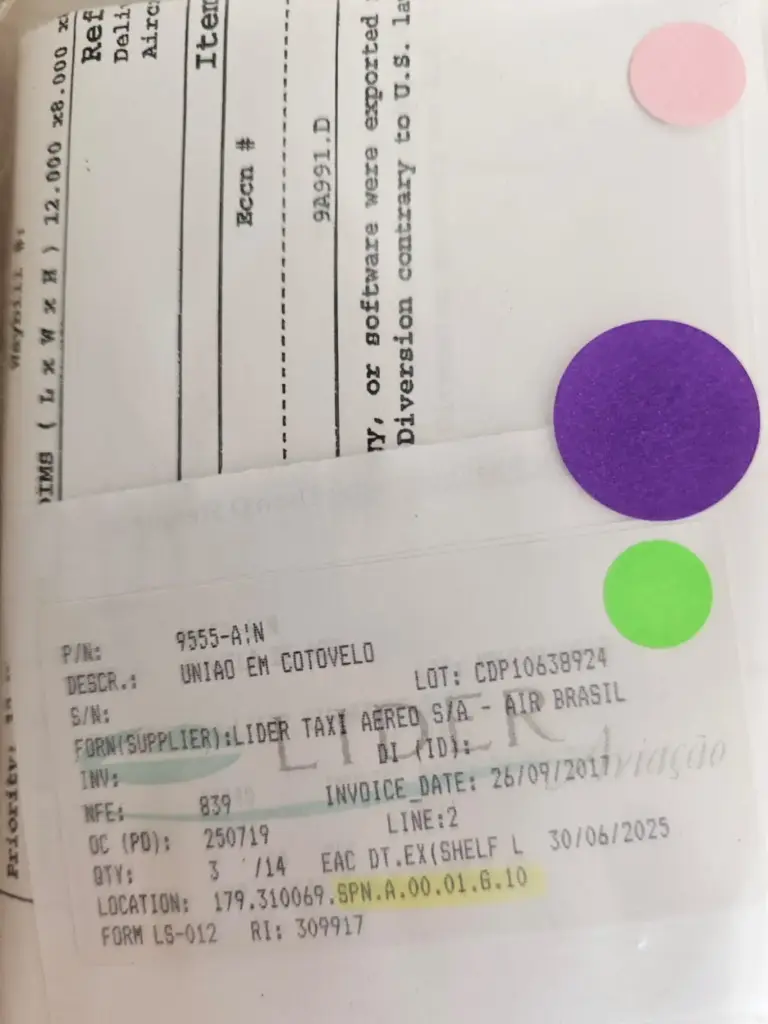 Waybill #:
DIMS ( L x W x H ) 12.000 x8.000 x
Ref
Deli
Airc
Item
Eccn #
9A991.D
or software were exported
Diversion contrary to U.S. la
Priority:
P/N: 9555-A!N
DESCR.: UNIAO EM COTOVELO
S/N: LOT: CDP10638924
FORN(SUPPLIER):LIDER TAXI AEREO S/A - AIR BRASIL
INV: DI (ID):
NFE: 839 INVOICE_DATE: 26/09/2017
OC (PO): 250719 LINE:2
QTY: 3 /14 EAC DT.EX(SHELF L 30/06/2025
LOCATION: 179.310069.SPN.A.00.01.G.10
FORM LS-012 RI: 309917
LIDER
Aviação